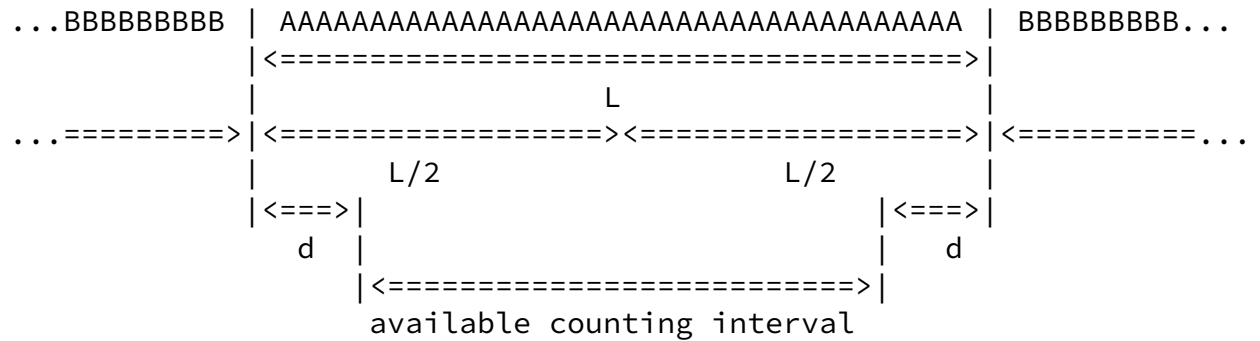 ...BBBBBBBBB | AAAAAAAAAAAAAAAAAAAAAAAAAAAAAAAAAAAAAA | BBBBBBBBB...
|<======================================>|
| L |
...=========>|<===================><===================>|<==========...
| L/2 L/2 |
|<===>| |<===>|
d | | d
|<==========================>|
available counting interval